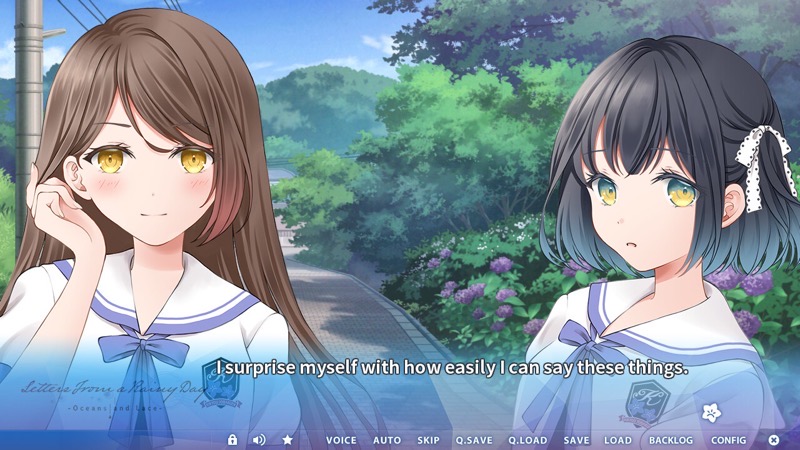 I surprise myself with how easily I can say these things.
Letters From a Rainy Day
-Oceans and Lace-
VOICE AUTO SKIP Q.SAVE Q.LOAD SAVE LOAD BACKLOG CONFIG